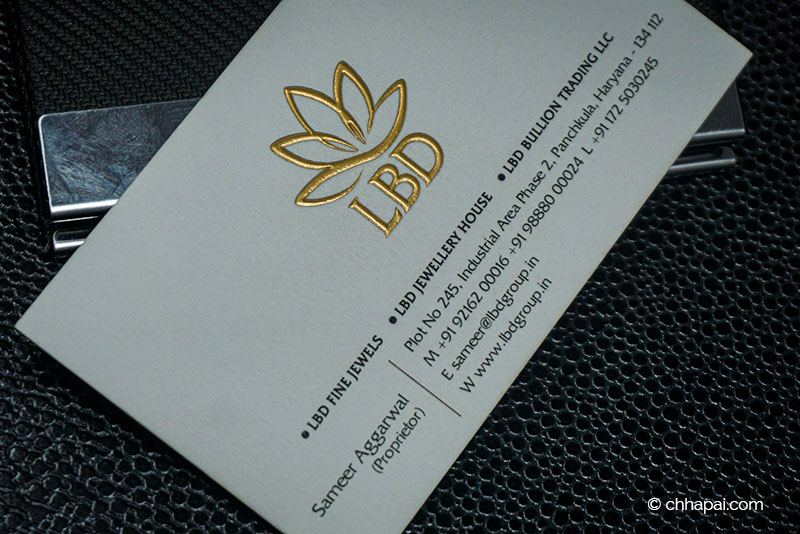 LBD
• LBD FINE JEWELS • LBD JEWELLERY HOUSE • LBD BULLION TRADING LLC
Sameer Aggarwal
(Proprietor)
Plot No 245, Industrial Area Phase 2, Panchkula, Haryana - 134 112
M +91 92162 00016 +91 98880 00024 L +91 172 5030245
E sameer@lbdgroup.in
W www.lbdgroup.in
© chhapai.com